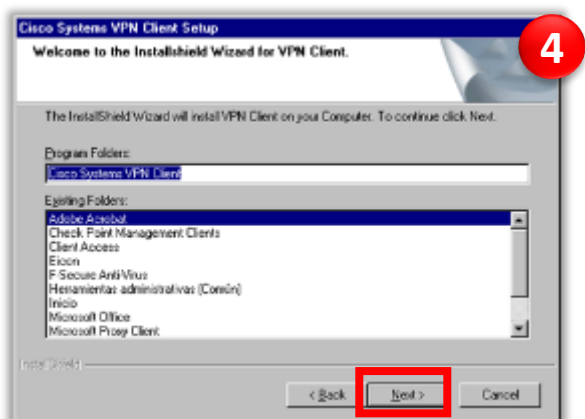 Cisco Systems VPN Client Setup
4
Welcome to the Installshield Wizard for VPN Client.
The InstallShield Wizard will install VPN Client on your Computer. To continue click Next.
Program Folders:
Cisco Systems VPN Client
Existing Folders:
Adobe Acrobat
Check Point Management Clients
Client Access
Eicon
F-Secure Anti-Virus
Herramientas administrativas (Común)
Inicio
Microsoft Office
Microsoft Proxy Client
InstallShield
< Back
Next >
Cancel